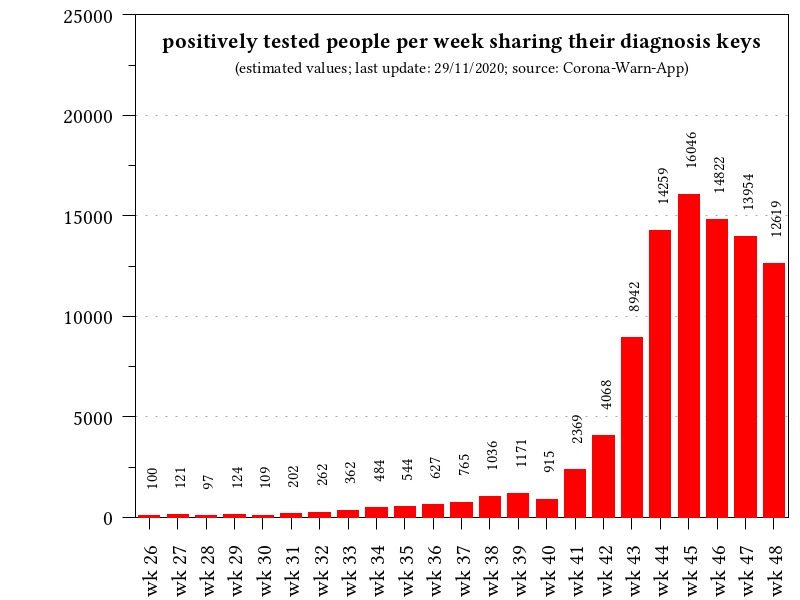 positively tested people per week sharing their diagnosis keys
(estimated values; last update: 29/11/2020; source: Corona-Warn-App)
25000
20000
15000
10000
5000
0
100
121
97
124
109
202
262
362
484
544
627
765
1036
1171
915
2369
4068
8942
14259
16046
14822
13954
12619
wk 26
wk 27
wk 28
wk 29
wk 30
wk 31
wk 32
wk 33
wk 34
wk 35
wk 36
wk 37
wk 38
wk 39
wk 40
wk 41
wk 42
wk 43
wk 44
wk 45
wk 46
wk 47
wk 48